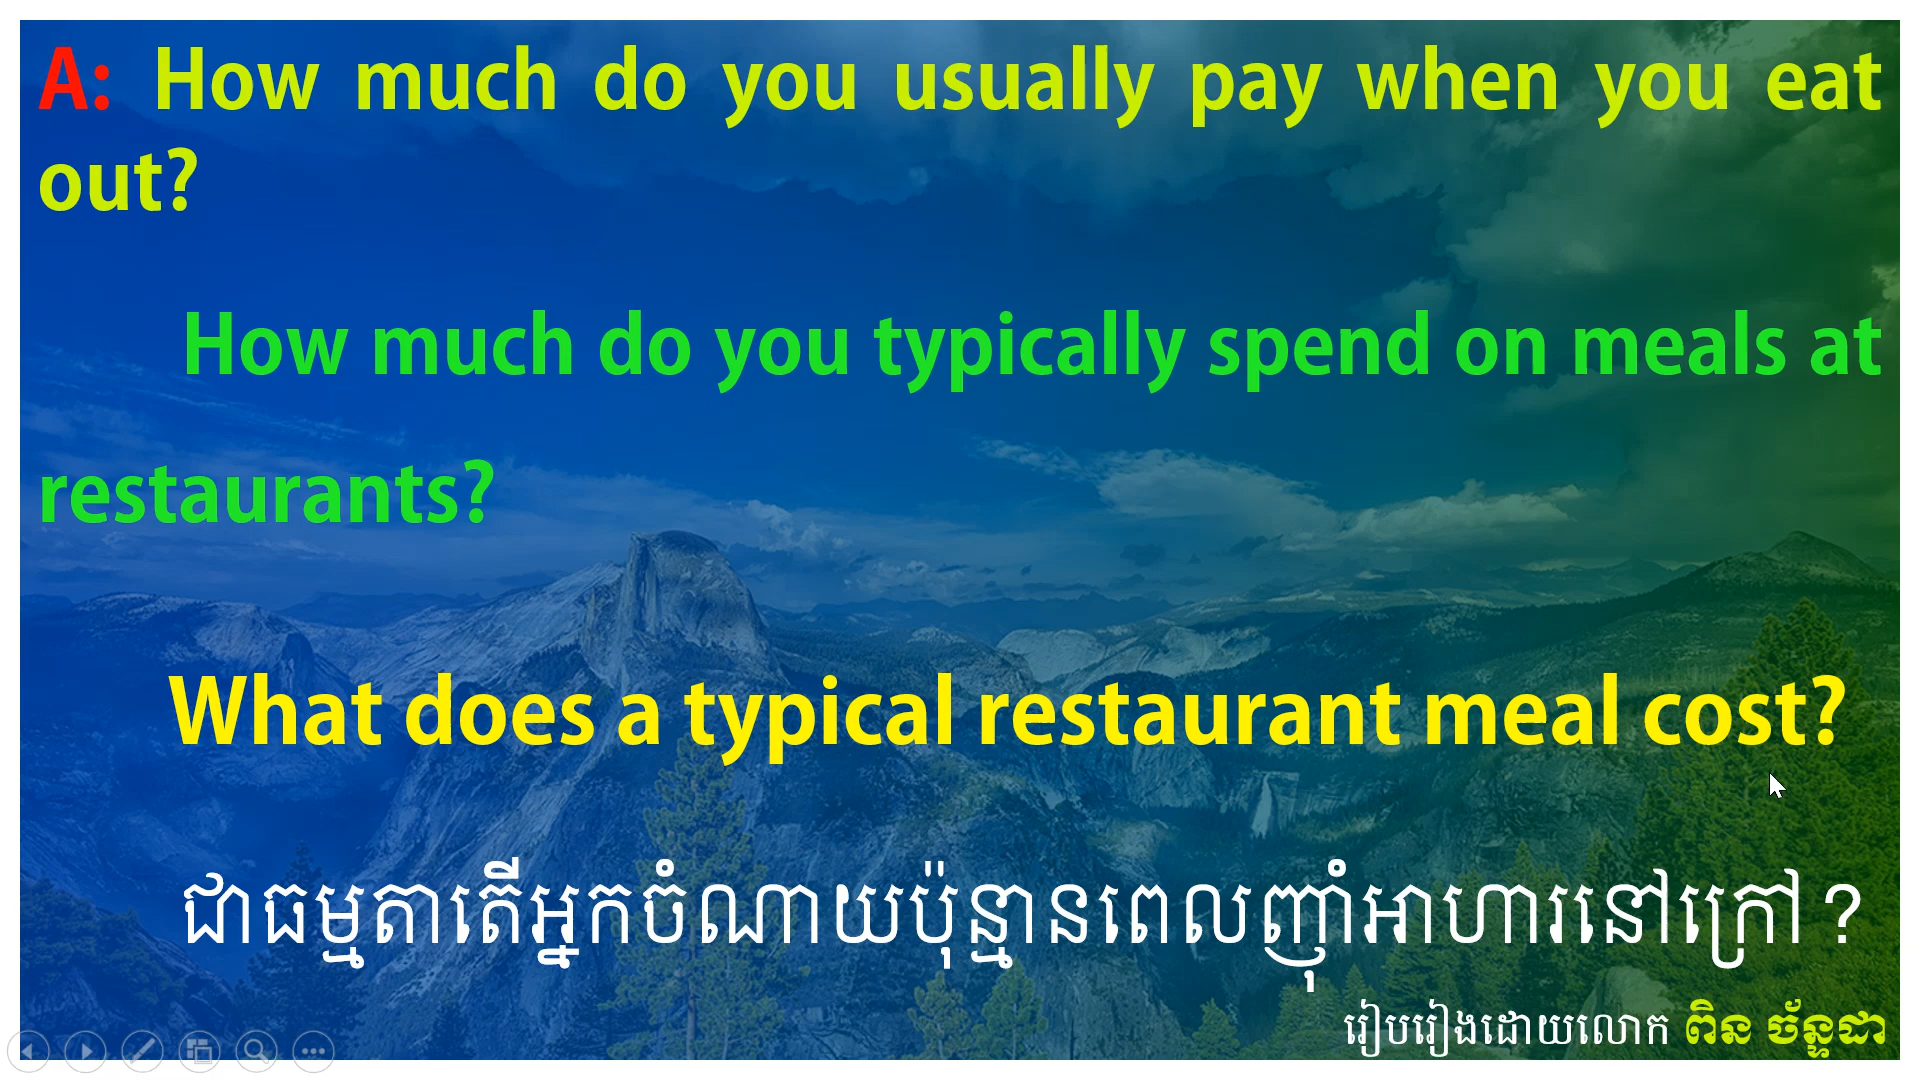 A: How much do you usually pay when you eat
out?
How much do you typically spend on meals at
restaurants?
What does a typical restaurant meal cost?
ជាធម្មតាតើអ្នកចំណាយប៉ុន្មានពេលញ៉ាំអាហារនៅក្រៅ?
រៀបរៀងដោយលោក ពិន ច័ន្ទដា